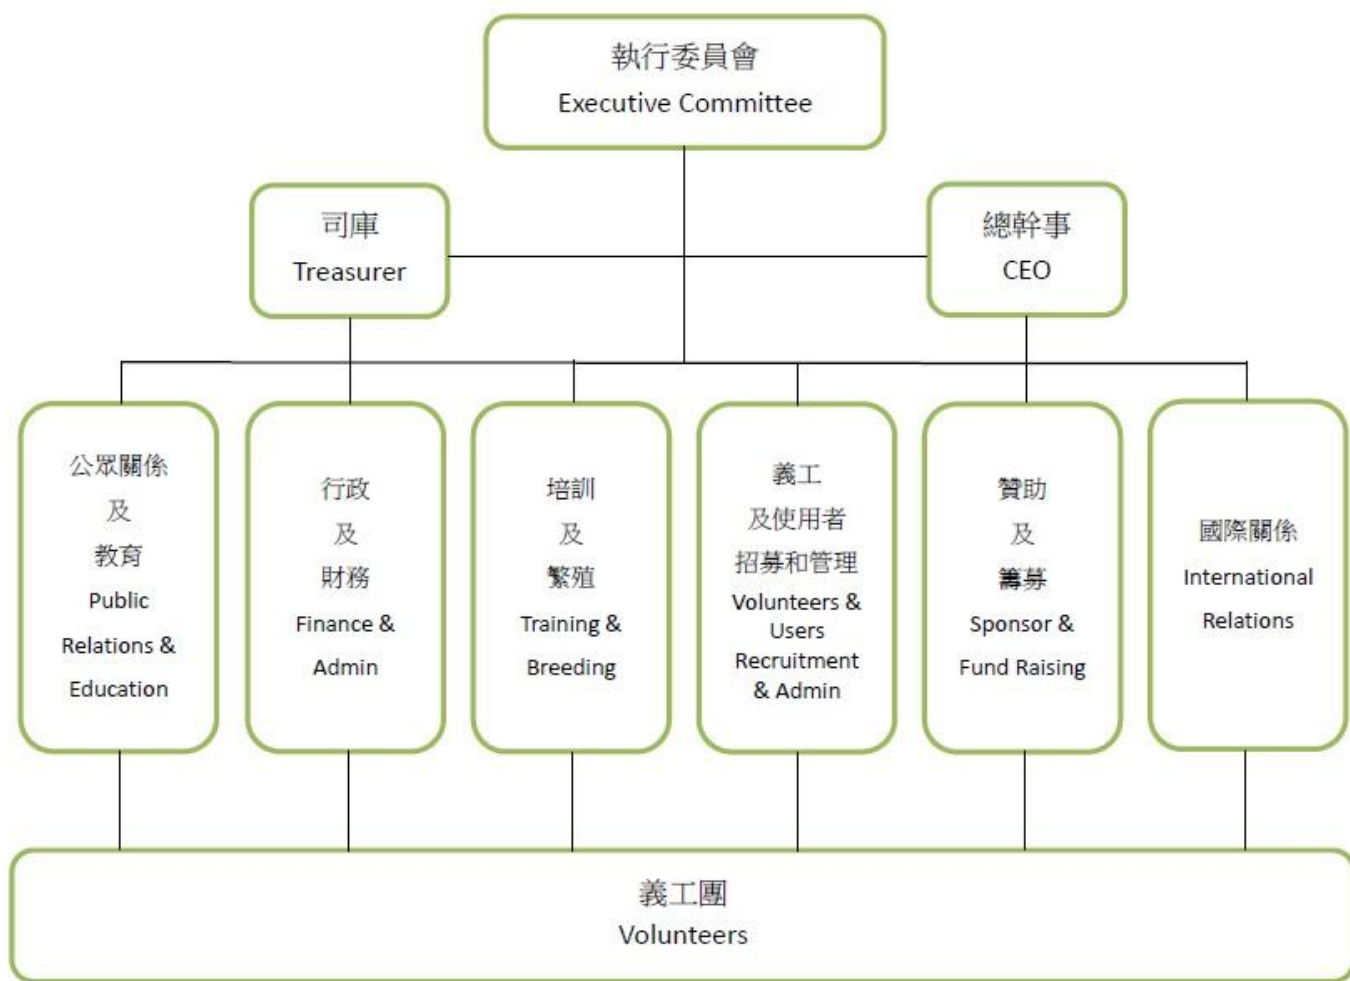 執行委員會
Executive Committee
司庫
Treasurer
總幹事
CEO
公眾關係
及
教育
Public
Relations &
Education
行政
及
財務
Finance &
Admin
培訓
及
繁殖
Training &
Breeding
義工
及使用者
招募和管理
Volunteers &
Users
Recruitment
& Admin
贊助
及
籌募
Sponsor &
Fund Raising
國際關係
International
Relations
義工團
Volunteers